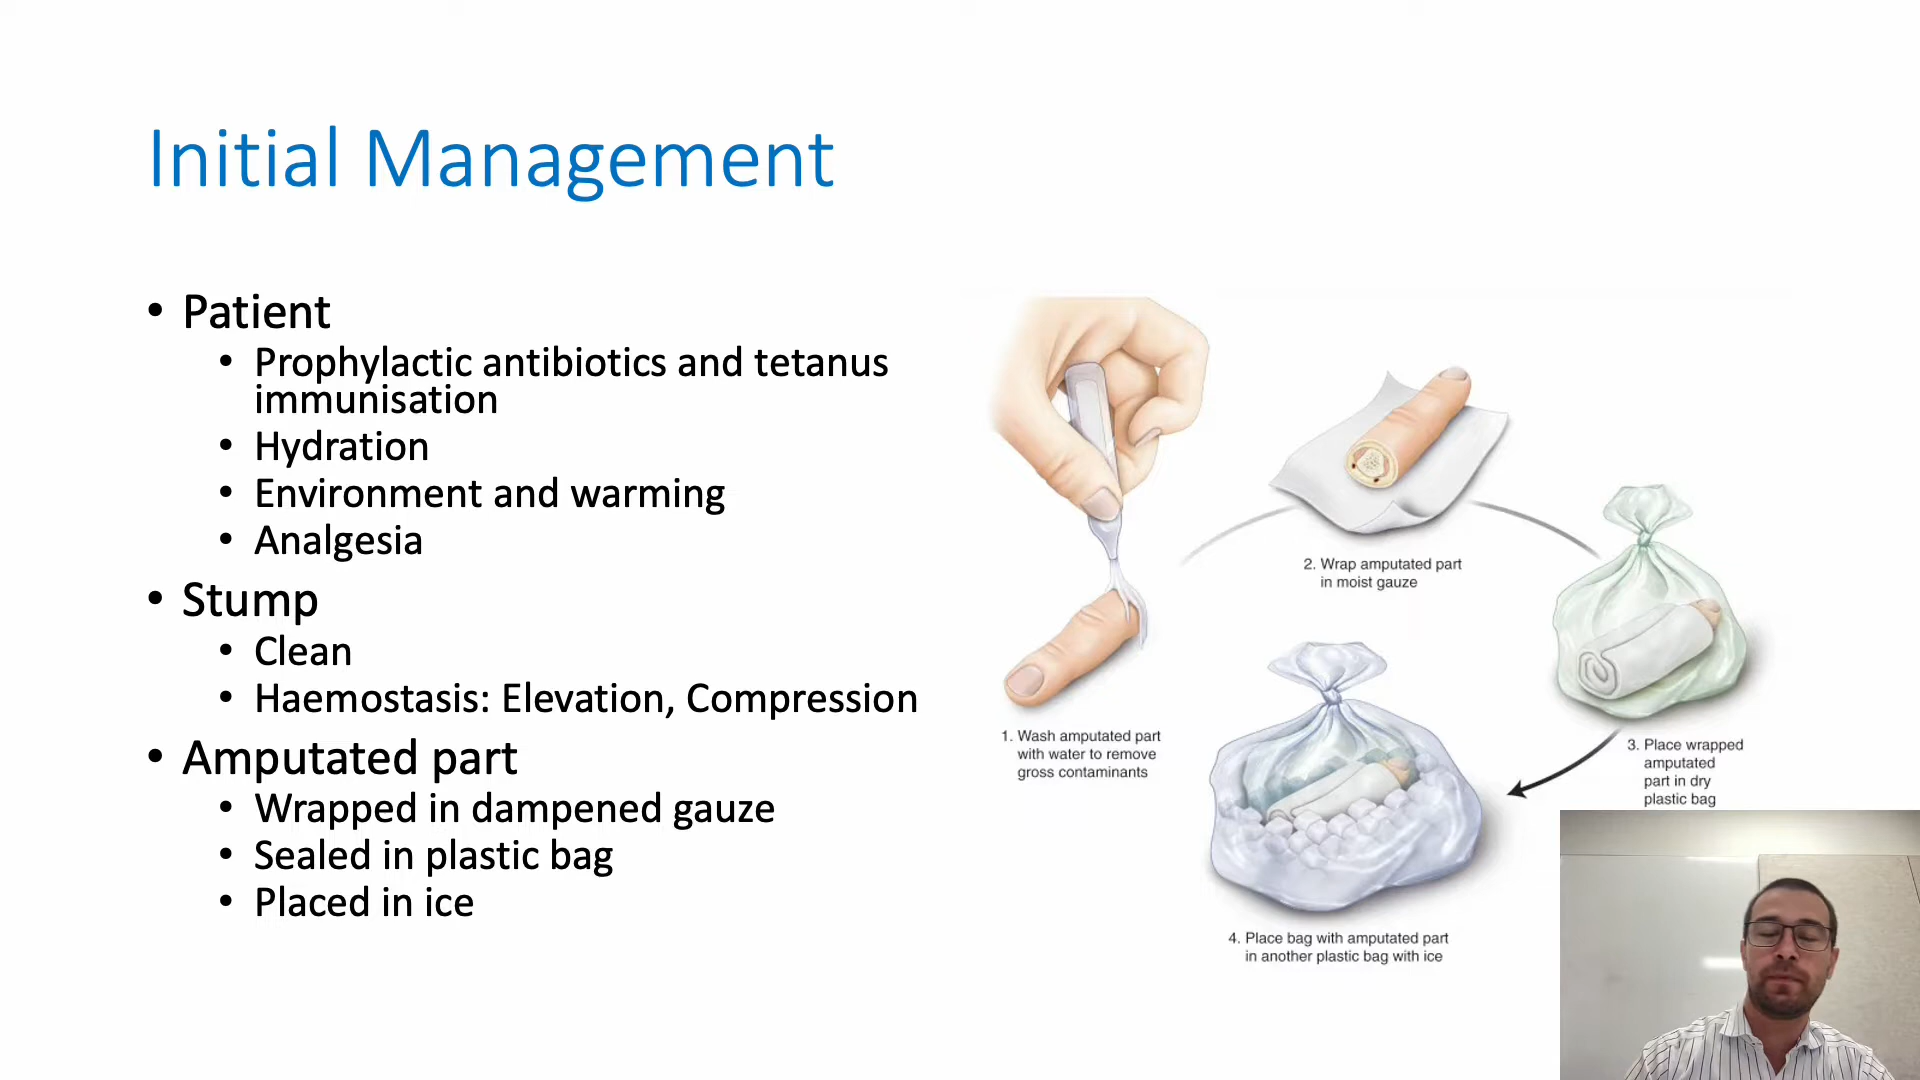 Initial Management
• Patient
• Prophylactic antibiotics and tetanus
immunisation
• Hydration
• Environment and warming
• Analgesia
• Stump
• Clean
• Haemostasis: Elevation, Compression
• Amputated part
• Wrapped in dampened gauze
• Sealed in plastic bag
• Placed in ice
1. Wash amputated part
with water to remove
gross contaminants
2. Wrap amputated part
in moist gauze
3. Place wrapped
amputated
part in dry
plastic bag
4. Place bag with amputated part
in another plastic bag with ice